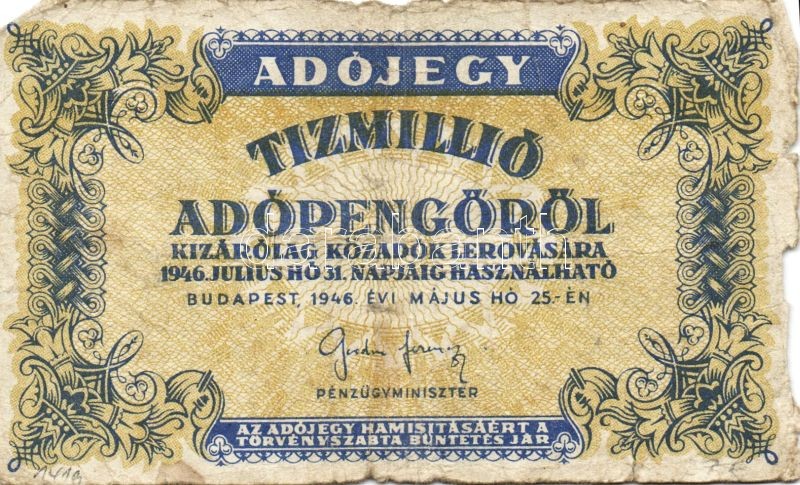 ADÓJEGY
TIZMILLIÓ
ADÓPENGŐRŐL
KIZÁRÓLAG KÖZADÓK LEROVÁSÁRA
1946. JULIUS HÓ 31. NAPJÁIG HASZNÁLHATÓ
BUDAPEST, 1946. ÉVI MÁJUS HÓ 25.-ÉN
PÉNZÜGYMINISZTER
AZ ADÓJEGY HAMISITÁSÁÉRT A
TÖRVÉNYSZABTA BÜNTETÉS JÁR